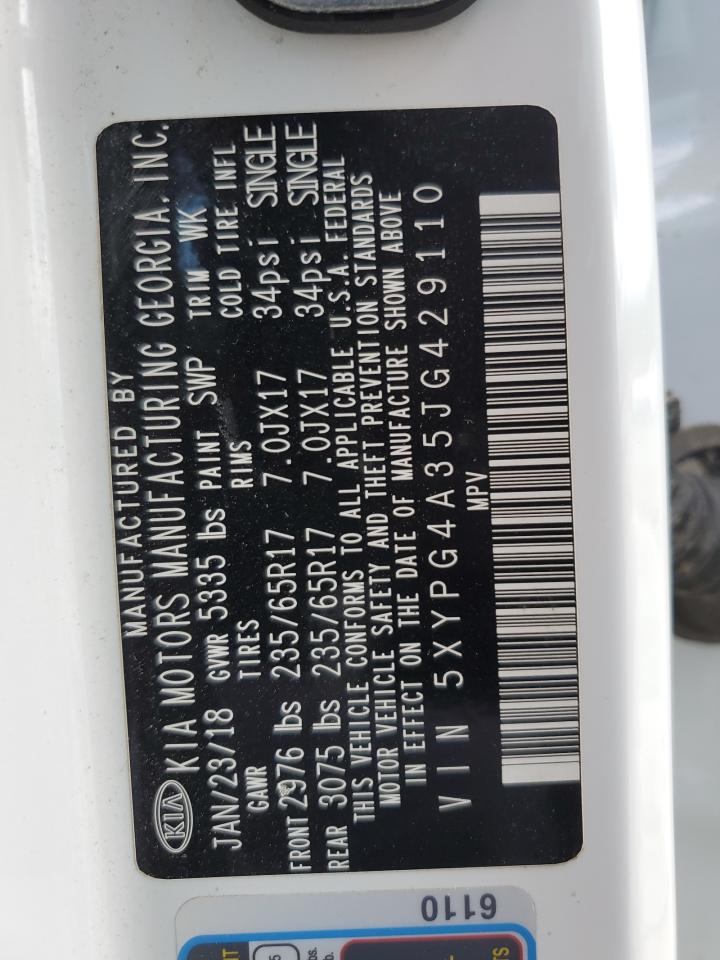 MANUFACTURED BY
KIA KIA MOTORS MANUFACTURING GEORGIA, INC.
JAN/23/18 GVWR 5335 lbs PAINT SWP TRIM WK
GAWR TIRES RIMS COLD TIRE INFL
FRONT 2976 lbs 235/65R17 7.0JX17 34psi SINGLE
REAR 3075 lbs 235/65R17 7.0JX17 34psi SINGLE
THIS VEHICLE CONFORMS TO ALL APPLICABLE U.S.A. FEDERAL
MOTOR VEHICLE SAFETY AND THEFT PREVENTION STANDARDS
IN EFFECT ON THE DATE OF MANUFACTURE SHOWN ABOVE
VIN 5XYPG4A35JG429110
MPV
6110